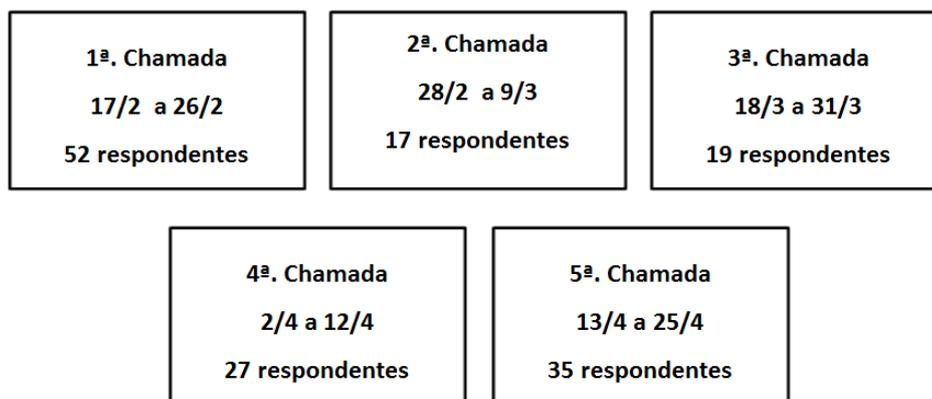 1ª. Chamada
17/2 a 26/2
52 respondentes
2ª. Chamada
28/2 a 9/3
17 respondentes
3ª. Chamada
18/3 a 31/3
19 respondentes
4ª. Chamada
2/4 a 12/4
27 respondentes
5ª. Chamada
13/4 a 25/4
35 respondentes